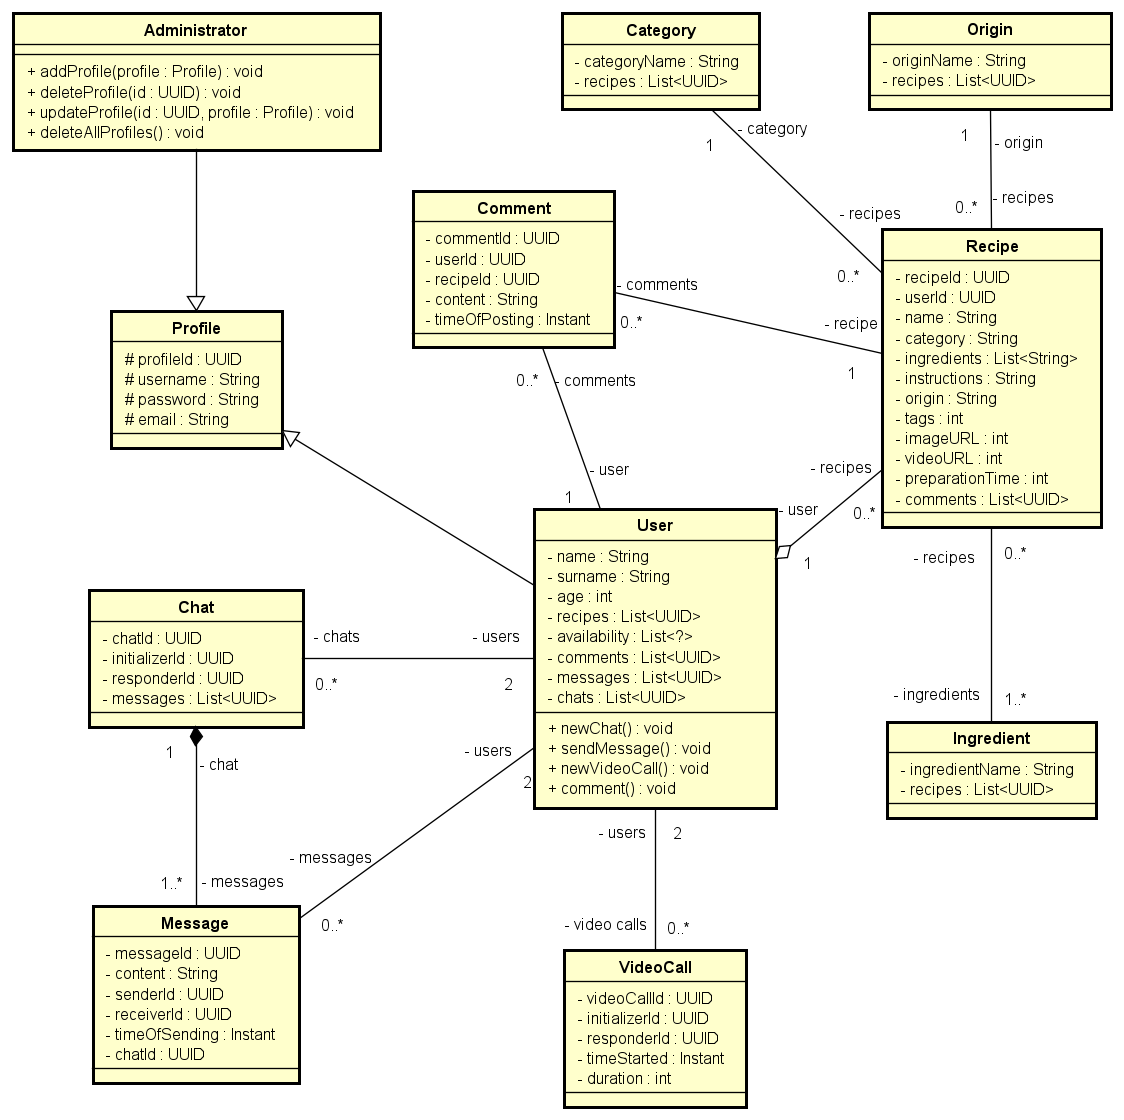 Administrator
+ addProfile(profile : Profile) : void
+ deleteProfile(id : UUID) : void
+ updateProfile(id : UUID, profile : Profile) : void
+ deleteAllProfiles() : void
Category
- categoryName : String
- recipes : List<UUID>
Origin
- originName : String
- recipes : List<UUID>
- category
1
1
- origin
- recipes
0..*
0..*
- recipes
Comment
- commentId : UUID
- userId : UUID
- recipeId : UUID
- content : String
- timeOfPosting : Instant
- comments
0..*
- recipe
1
Recipe
- recipeId : UUID
- userId : UUID
- name : String
- category : String
- ingredients : List<String>
- instructions : String
- origin : String
- tags : int
- imageURL : int
- videoURL : int
- preparationTime : int
- comments : List<UUID>
Profile
# profileId : UUID
# username : String
# password : String
# email : String
0..*
- comments
- user
1
- recipes
0..*
- user
1
User
- name : String
- surname : String
- age : int
- recipes : List<UUID>
- availability : List<?>
- comments : List<UUID>
- messages : List<UUID>
- chats : List<UUID>
+ newChat() : void
+ sendMessage() : void
+ newVideoCall() : void
+ comment() : void
- recipes
0..*
- ingredients
1..*
Ingredient
- ingredientName : String
- recipes : List<UUID>
Chat
- chatId : UUID
- initializerId : UUID
- responderId : UUID
- messages : List<UUID>
- chats
0..*
- users
2
1
- chat
- users
2
1..*
- messages
- messages
0..*
- users
2
- video calls
0..*
Message
- messageId : UUID
- content : String
- senderId : UUID
- receiverId : UUID
- timeOfSending : Instant
- chatId : UUID
VideoCall
- videoCallId : UUID
- initializerId : UUID
- responderId : UUID
- timeStarted : Instant
- duration : int